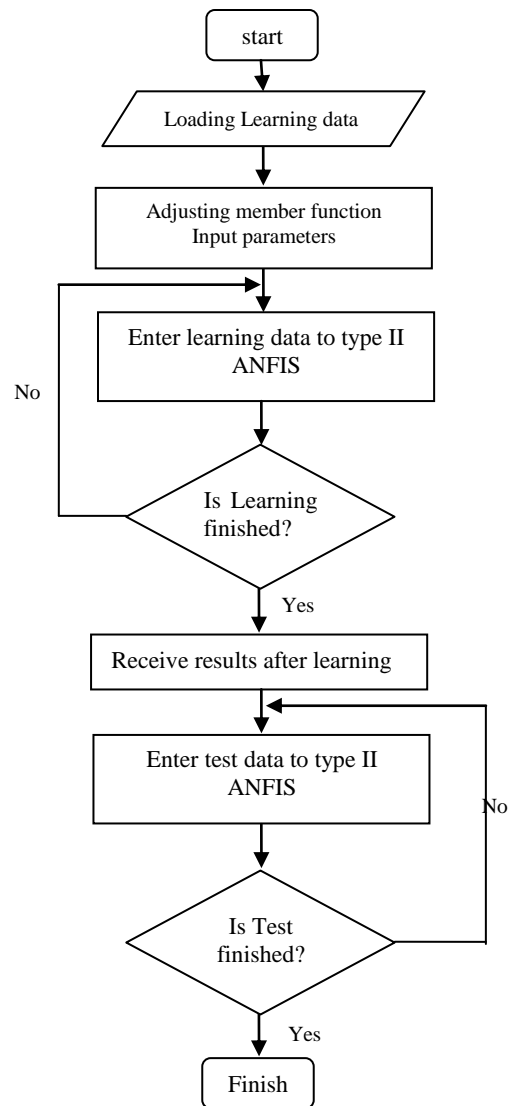 start
Loading Learning data
Adjusting member function
Input parameters
Enter learning data to type II
ANFIS
No
Is Learning
finished?
Yes
Receive results after learning
Enter test data to type II
ANFIS
No
Is Test
finished?
Yes
Finish